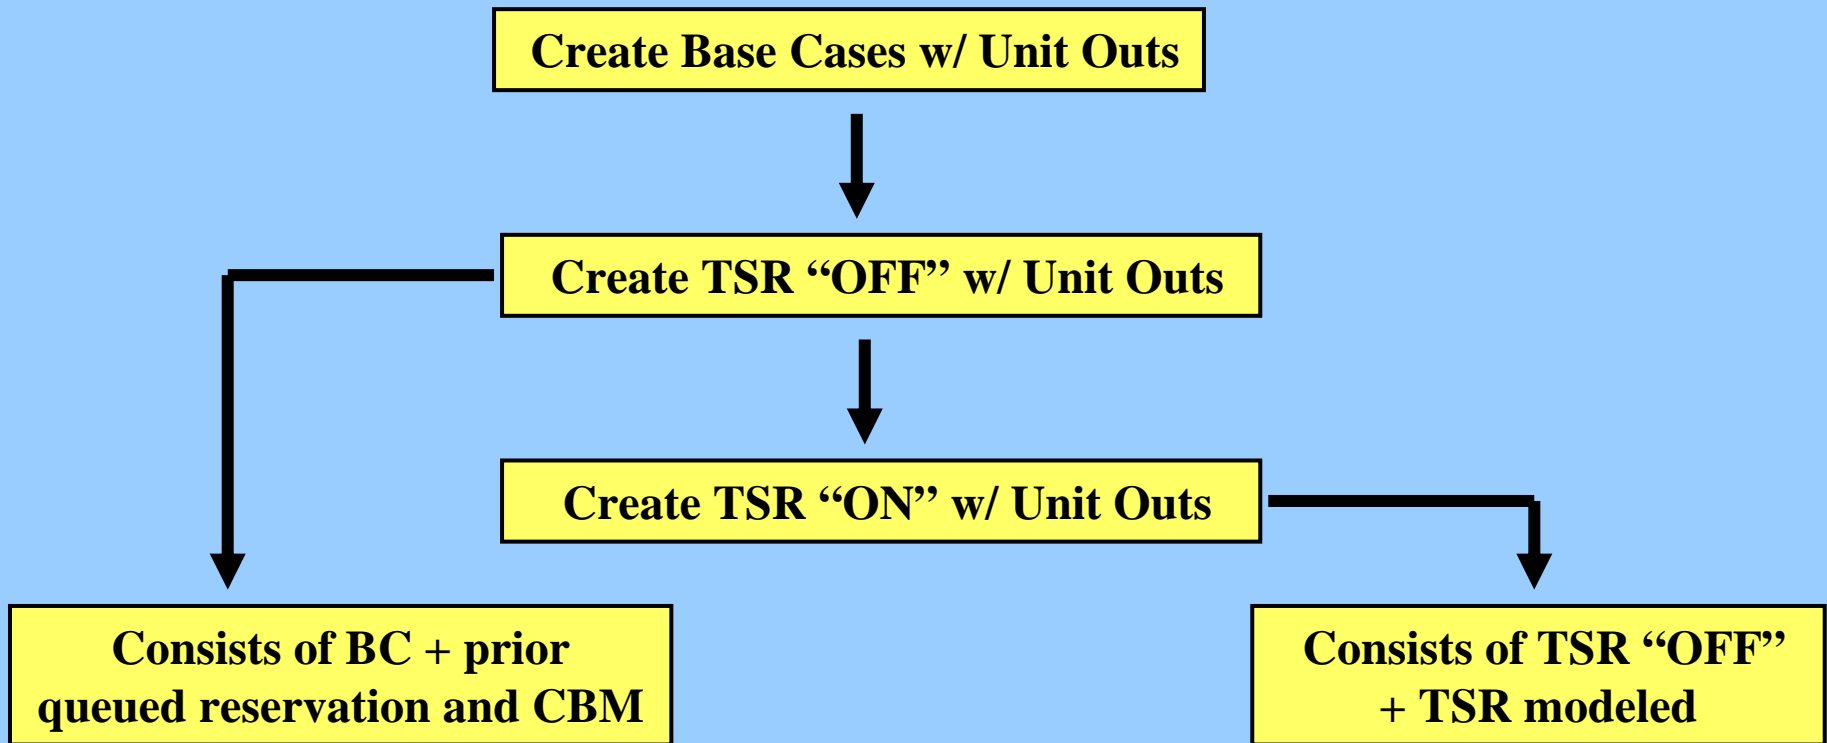 Create Base Cases w/ Unit Outs
Create TSR “OFF” w/ Unit Outs
Create TSR “ON” w/ Unit Outs
Consists of BC + prior
queued reservation and CBM
Consists of TSR “OFF”
+ TSR modeled